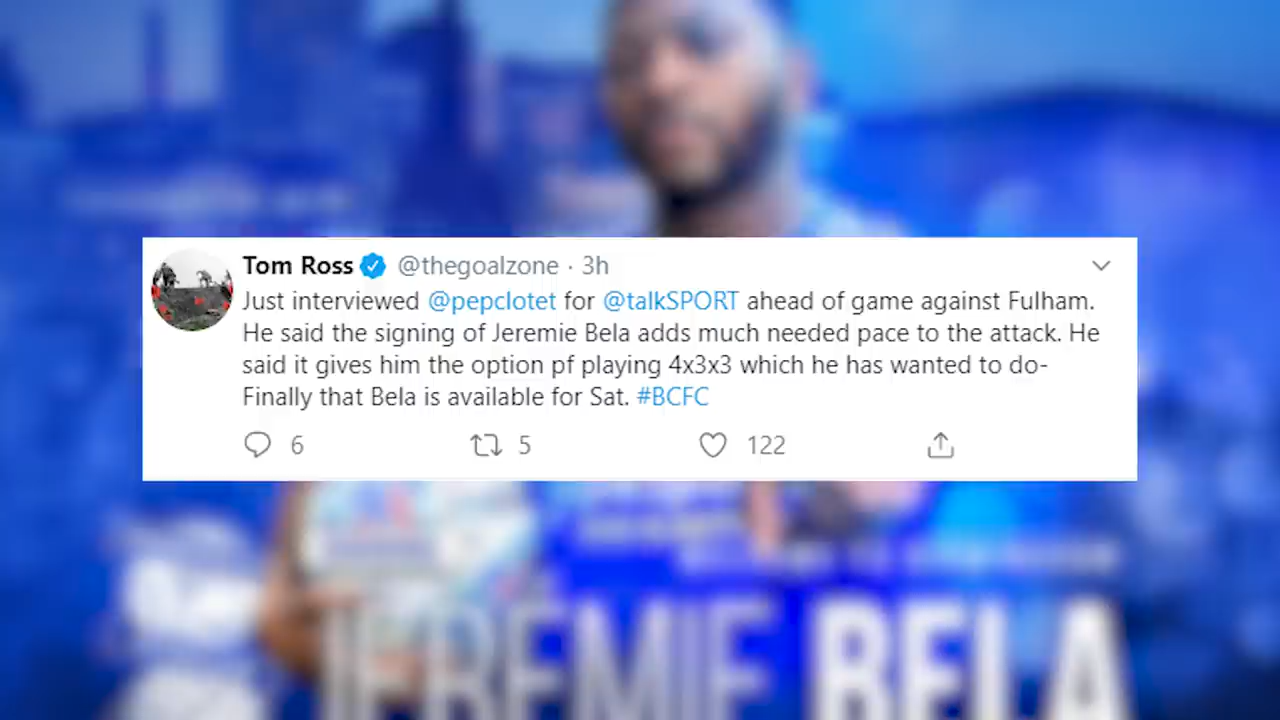 Tom Ross @thegoalzone · 3h
Just interviewed @pepclotet for @talkSPORT ahead of game against Fulham.
He said the signing of Jeremie Bela adds much needed pace to the attack. He
said it gives him the option pf playing 4x3x3 which he has wanted to do-
Finally that Bela is available for Sat. #BCFC
6 5 122
JEREMIE BELA